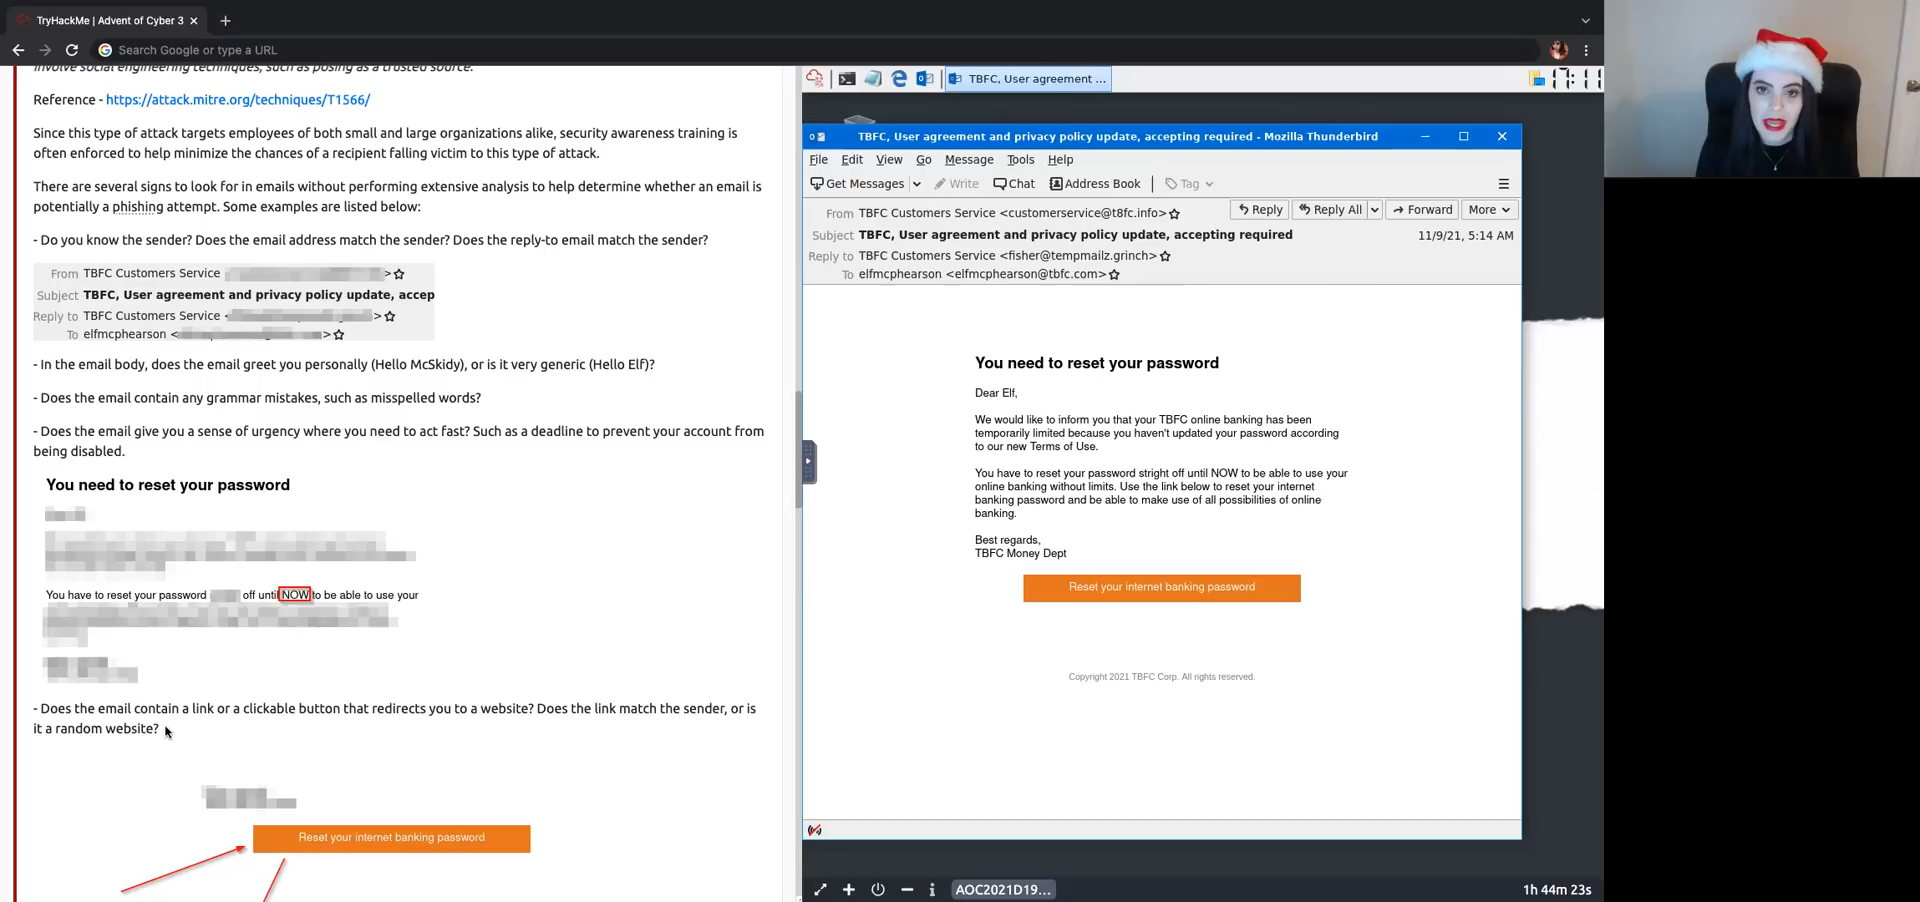 TryHackMe | Advent of Cyber 3
Search Google or type a URL
involve social engineering techniques, such as posing as a trusted source.
Reference - https://attack.mitre.org/techniques/T1566/
Since this type of attack targets employees of both small and large organizations alike, security awareness training is
often enforced to help minimize the chances of a recipient falling victim to this type of attack.
There are several signs to look for in emails without performing extensive analysis to help determine whether an email is
potentially a phishing attempt. Some examples are listed below:
- Do you know the sender? Does the email address match the sender? Does the reply-to email match the sender?
From TBFC Customers Service >
Subject TBFC, User agreement and privacy policy update, accep
Reply to TBFC Customers Service < >
To elfmcphearson < >
- In the email body, does the email greet you personally (Hello McSkidy), or is it very generic (Hello Elf)?
- Does the email contain any grammar mistakes, such as misspelled words?
- Does the email give you a sense of urgency where you need to act fast? Such as a deadline to prevent your account from
being disabled.
You need to reset your password
You have to reset your password off until NOW to be able to use your
- Does the email contain a link or a clickable button that redirects you to a website? Does the link match the sender, or is
it a random website?
Reset your internet banking password
TBFC, User agreement ...
17:11
TBFC, User agreement and privacy policy update, accepting required - Mozilla Thunderbird
File Edit View Go Message Tools Help
Get Messages Write Chat Address Book Tag
From TBFC Customers Service <customerservice@t8fc.info> Reply Reply All Forward More
Subject TBFC, User agreement and privacy policy update, accepting required 11/9/21, 5:14 AM
Reply to TBFC Customers Service <fisher@tempmailz.grinch>
To elfmcphearson <elfmcphearson@tbfc.com>
You need to reset your password
Dear Elf,
We would like to inform you that your TBFC online banking has been
temporarily limited because you haven't updated your password according
to our new Terms of Use.
You have to reset your password stright off until NOW to be able to use your
online banking without limits. Use the link below to reset your internet
banking password and be able to make use of all possibilities of online
banking.
Best regards,
TBFC Money Dept
Reset your internet banking password
Copyright 2021 TBFC Corp. All rights reserved.
AOC2021D19...
1h 44m 23s